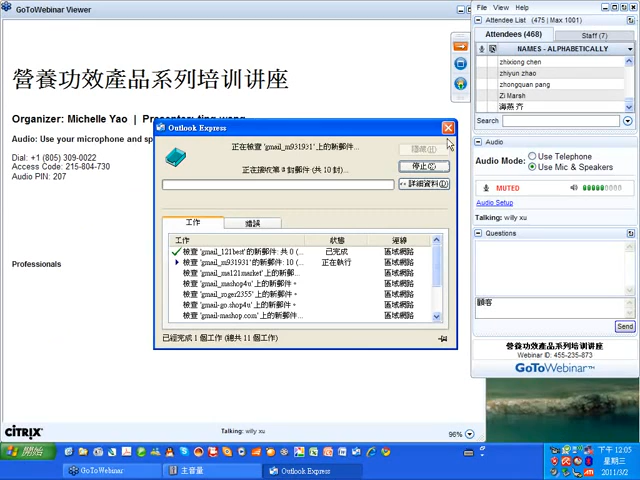 GoToWebinar Viewer
營養功效產品系列培训讲座
Organizer: Michelle Yao | Presenter: ting wang
Audio: Use your microphone and sp
Dial: +1 (805) 309-0022
Access Code: 215-804-730
Audio PIN: 207
Professionals
Outlook Express
正在檢查 'gmail_m931931' 上的新郵件...
隱藏(H)
正在接收第 3 封郵件 (共 10 封)...
停止(C)
<< 詳細資料(D)
工作
錯誤
工作 狀態 連線
檢查 'gmail_121best' 的新郵件: 共 0 (... 已完成 區域網路
檢查 'gmail_m931931' 的新郵件: 10 (... 正在執行 區域網路
檢查 'gmail_ma121market' 上的新郵... 區域網路
檢查 'gmail_mashop4u' 的新郵件。 區域網路
檢查 'gmail_roger2355' 的新郵件。 區域網路
檢查 'gmail-go.shop4u' 的新郵件。 區域網路
檢查 'gmail-mashop.com' 上的新郵... 區域網路
已經完成 1 個工作 (總共 11 個工作)
CITRIX
Talking: willy xu
96%
File View Help
Attendee List (475 | Max 1001)
Attendees (468)
Staff (7)
NAMES - ALPHABETICALLY
zhixiong chen
zhiyun zhao
zhongquan pang
Zi Marsh
海燕 齐
Search
Audio
Audio Mode: Use Telephone
Use Mic & Speakers
MUTED
Audio Setup
Talking: willy xu
Questions
顧客
Send
營養功效產品系列培训讲座
Webinar ID: 455-235-873
GoToWebinar™
開始
下午 12:05
星期三
2011/3/2
GoToWebinar
主音量
Outlook Express